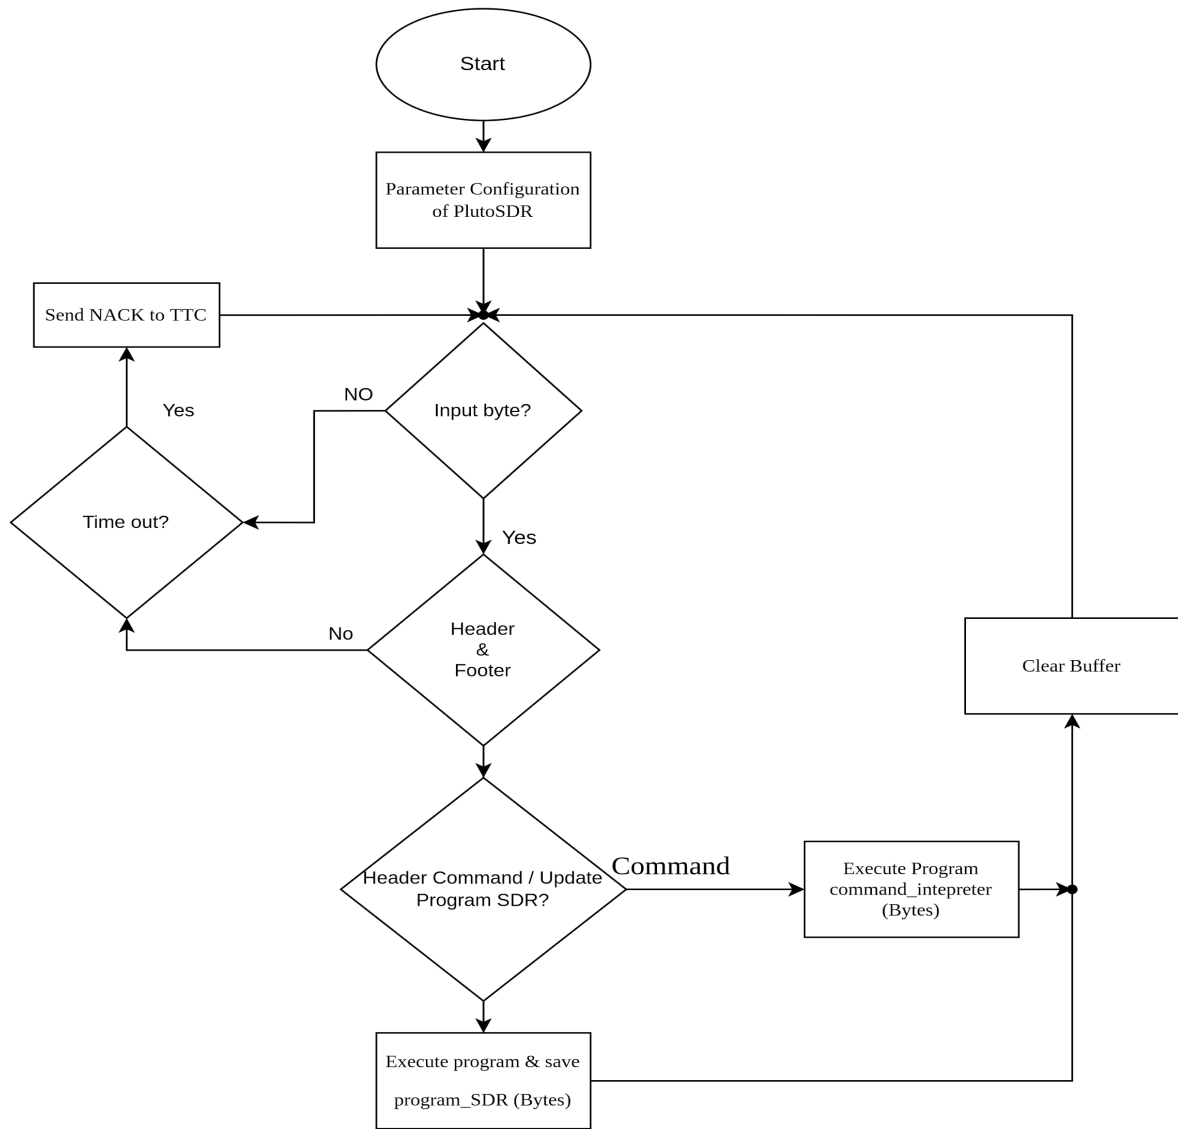 Start
Parameter Configuration
of PlutoSDR
Send NACK to TTC
NO
Input byte?
Yes
Time out?
Yes
No
Header
&
Footer
Clear Buffer
Header Command / Update
Program SDR?
Command
Execute Program
command_intepreter
(Bytes)
Execute program & save
program_SDR (Bytes)